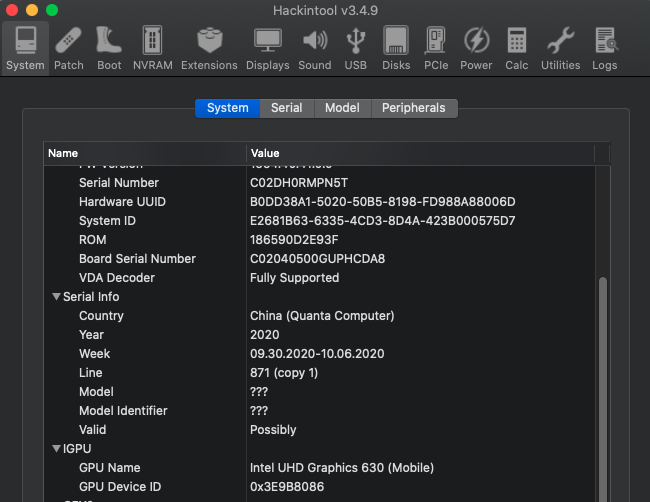 Hackintool v3.4.9
System Patch Boot NVRAM Extensions Displays Sound USB Disks PCIe Power Calc Utilities Logs
System Serial Model Peripherals
Name Value
Serial Number C02DH0RMPN5T
Hardware UUID B0DD38A1-5020-50B5-8198-FD988A88006D
System ID E2681B63-6335-4CD3-8D4A-423B000575D7
ROM 186590D2E93F
Board Serial Number C02040500GUPHCDA8
VDA Decoder Fully Supported
Serial Info
Country China (Quanta Computer)
Year 2020
Week 09.30.2020-10.06.2020
Line 871 (copy 1)
Model ???
Model Identifier ???
Valid Possibly
IGPU
GPU Name Intel UHD Graphics 630 (Mobile)
GPU Device ID 0x3E9B8086